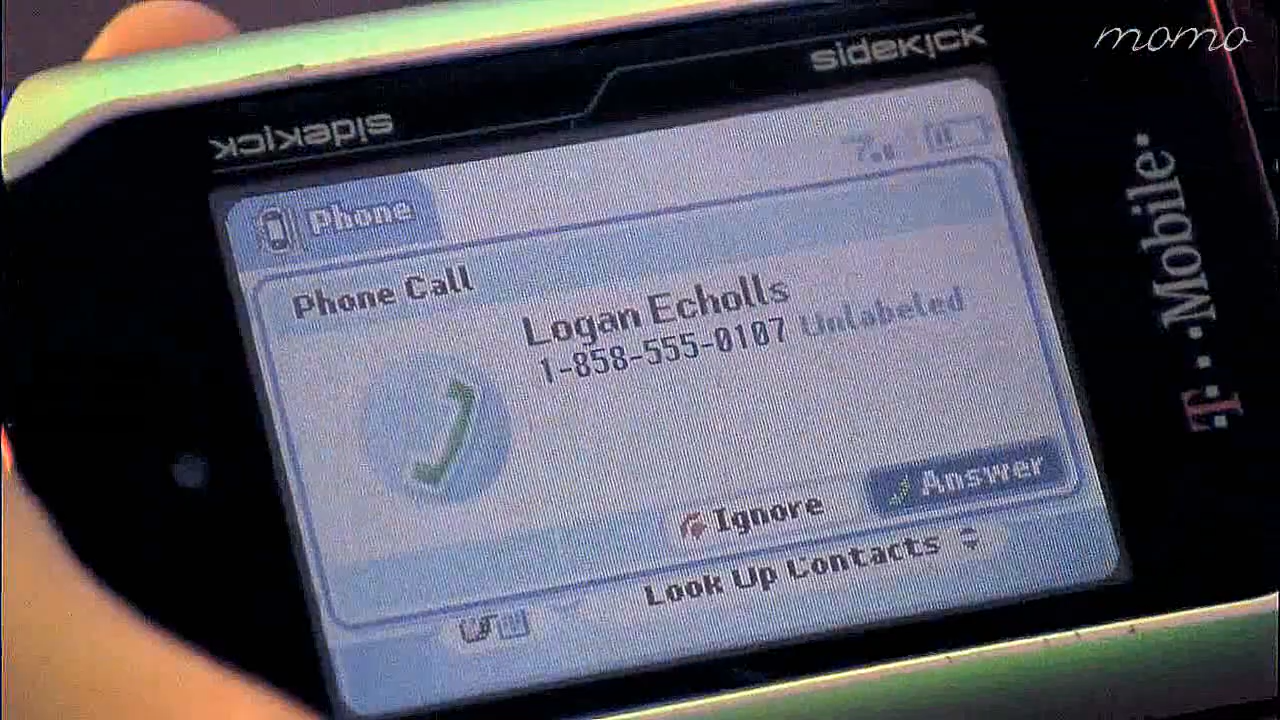 momo
sidekick
sidekick
T··Mobile·
Phone
Phone Call
Logan Echolls
1-858-555-0107 Unlabeled
Ignore
Answer
Look Up Contacts